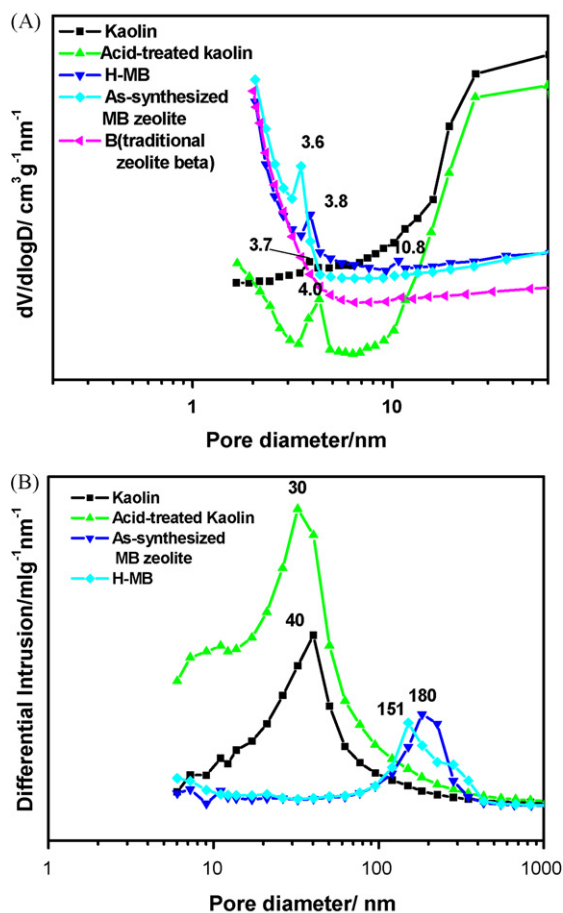 (A)
Kaolin
Acid-treated kaolin
H-MB
As-synthesized
MB zeolite
B(traditional
zeolite beta)
3.6
3.8
3.7
10.8
4.0
dV/dlogD/ cm³ g⁻¹nm⁻¹
1
10
Pore diameter/nm
(B)
Kaolin
Acid-treated Kaolin
As-synthesized
MB zeolite
H-MB
30
40
151
180
Differential Intrusion/mlg⁻¹nm⁻¹
1
10
100
1000
Pore diameter/ nm